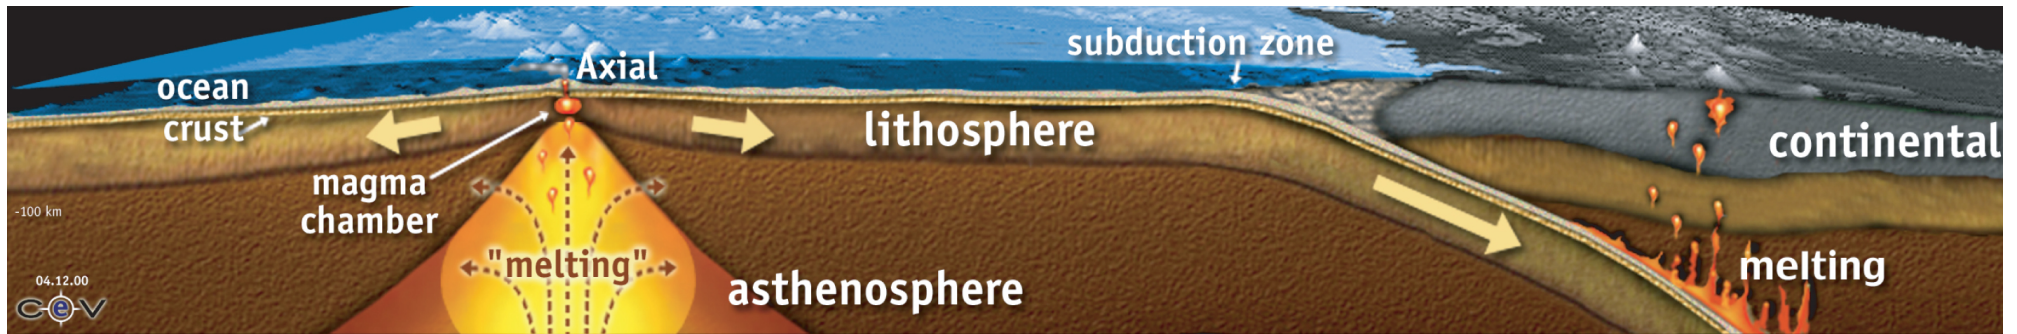 subduction zone
Axial
ocean
crust
lithosphere
continental
magma
chamber
-100 km
"melting"
melting
asthenosphere
04.12.00
CeV